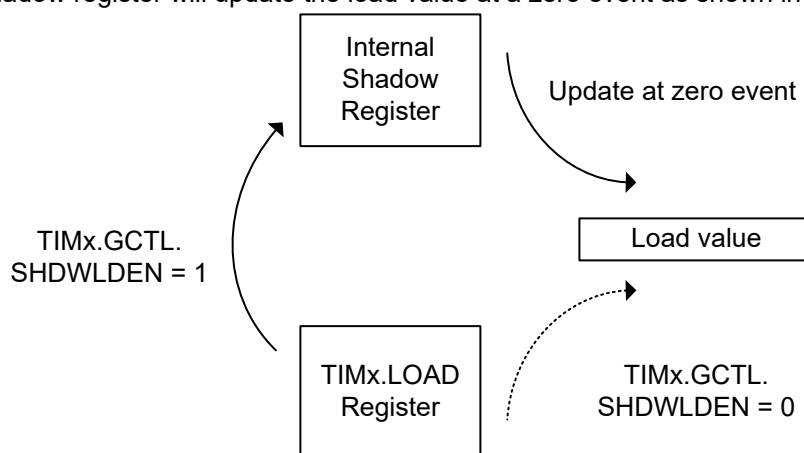 adow register will update the load value at a zero event as shown in
Internal
Shadow
Register
Update at zero event
TIMx.GCTL.
SHDWLDEN = 1
Load value
TIMx.LOAD
Register
TIMx.GCTL.
SHDWLDEN = 0